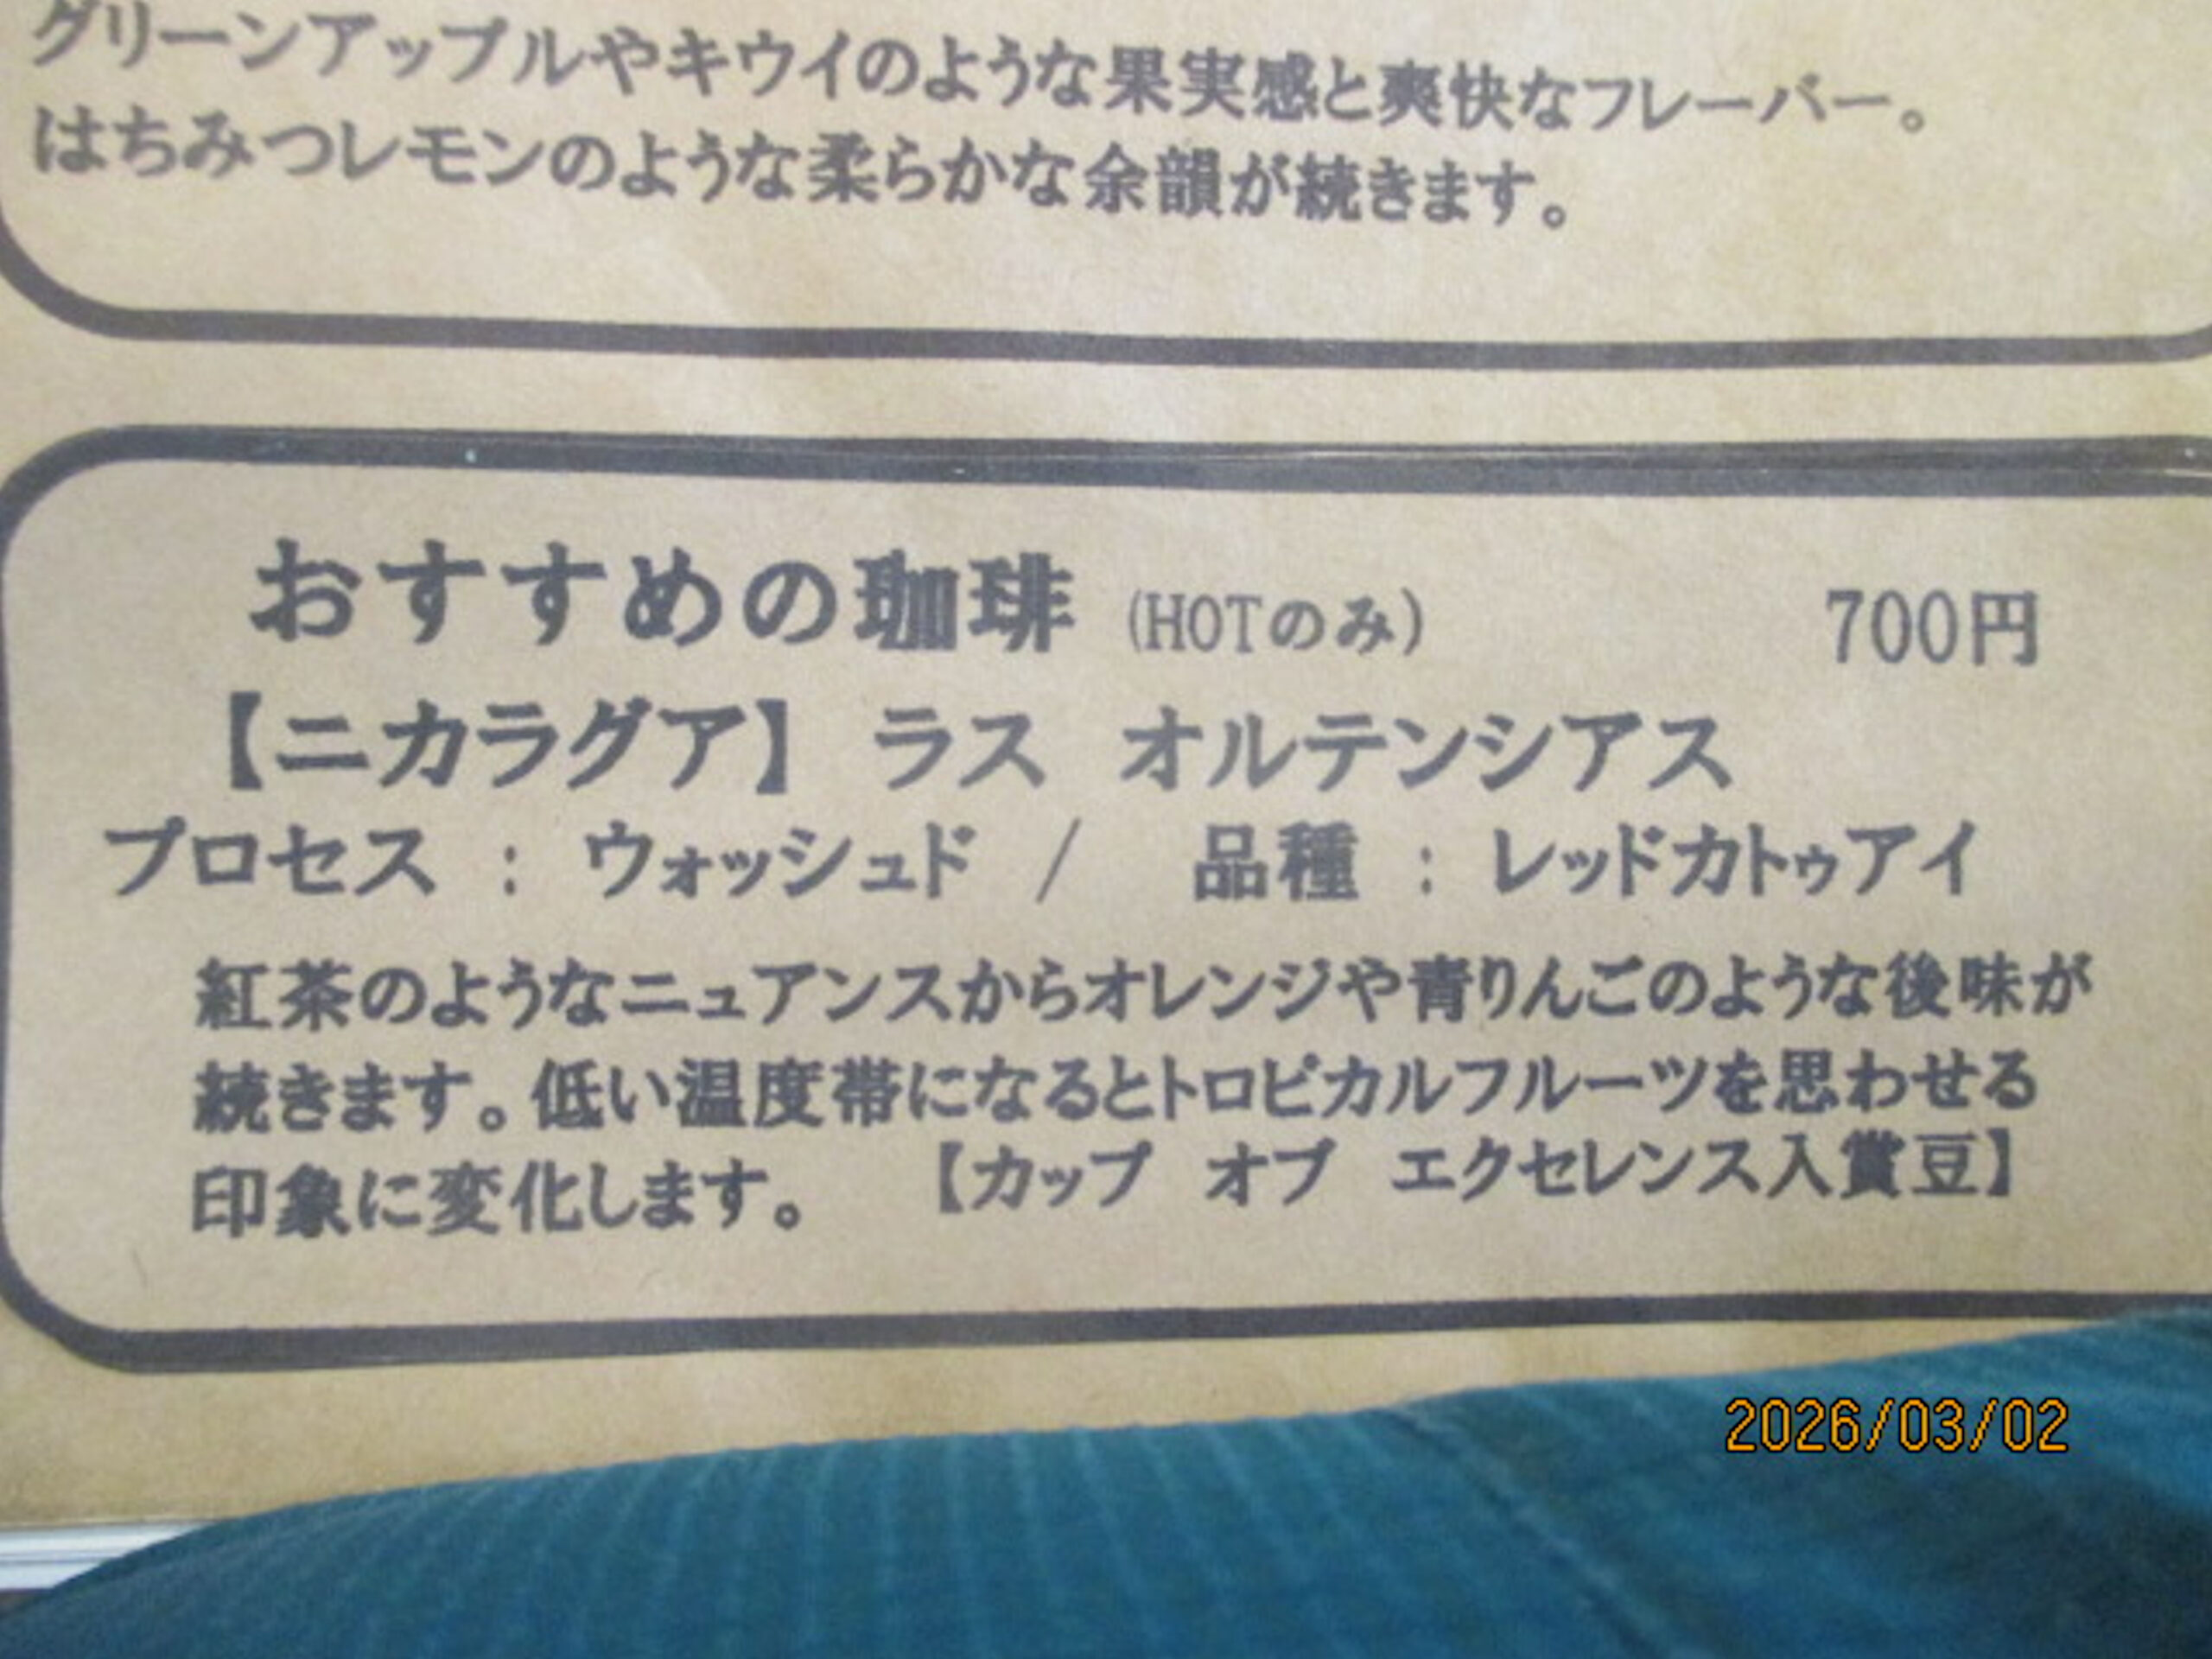 グリーンアップルやキウイのような果実感と爽快なフレーバー。
はちみつレモンのような柔らかな余韻が続きます。
おすすめの珈琲 (HOTのみ) 700円
【ニカラグア】 ラス オルテンシアス
プロセス : ウォッシュド / 品種 : レッドカトゥアイ
紅茶のようなニュアンスからオレンジや青りんごのような後味が
続きます。低い温度帯になるとトロピカルフルーツを思わせる
印象に変化します。 【カップ オブ エクセレンス入賞豆】
2026/03/02